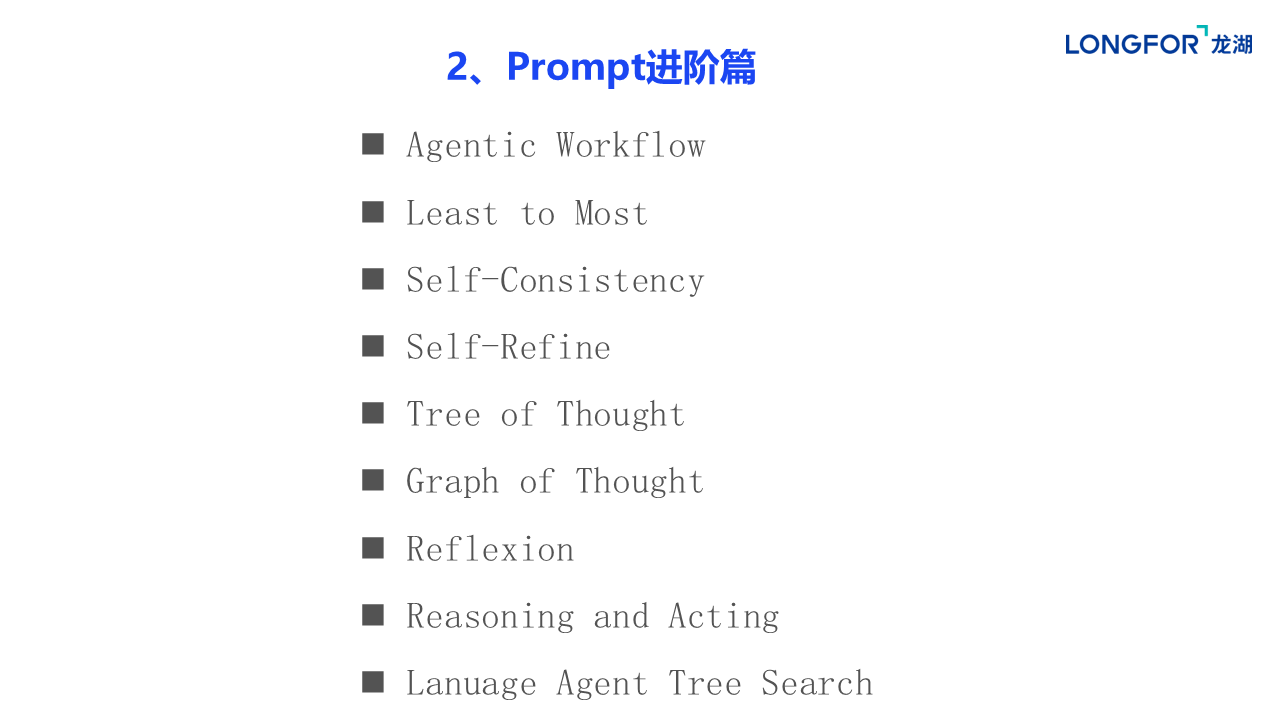 LONGFOR 龙湖
2、Prompt进阶篇
■ Agentic Workflow
■ Least to Most
■ Self-Consistency
■ Self-Refine
■ Tree of Thought
■ Graph of Thought
■ Reflexion
■ Reasoning and Acting
■ Lanuage Agent Tree Search